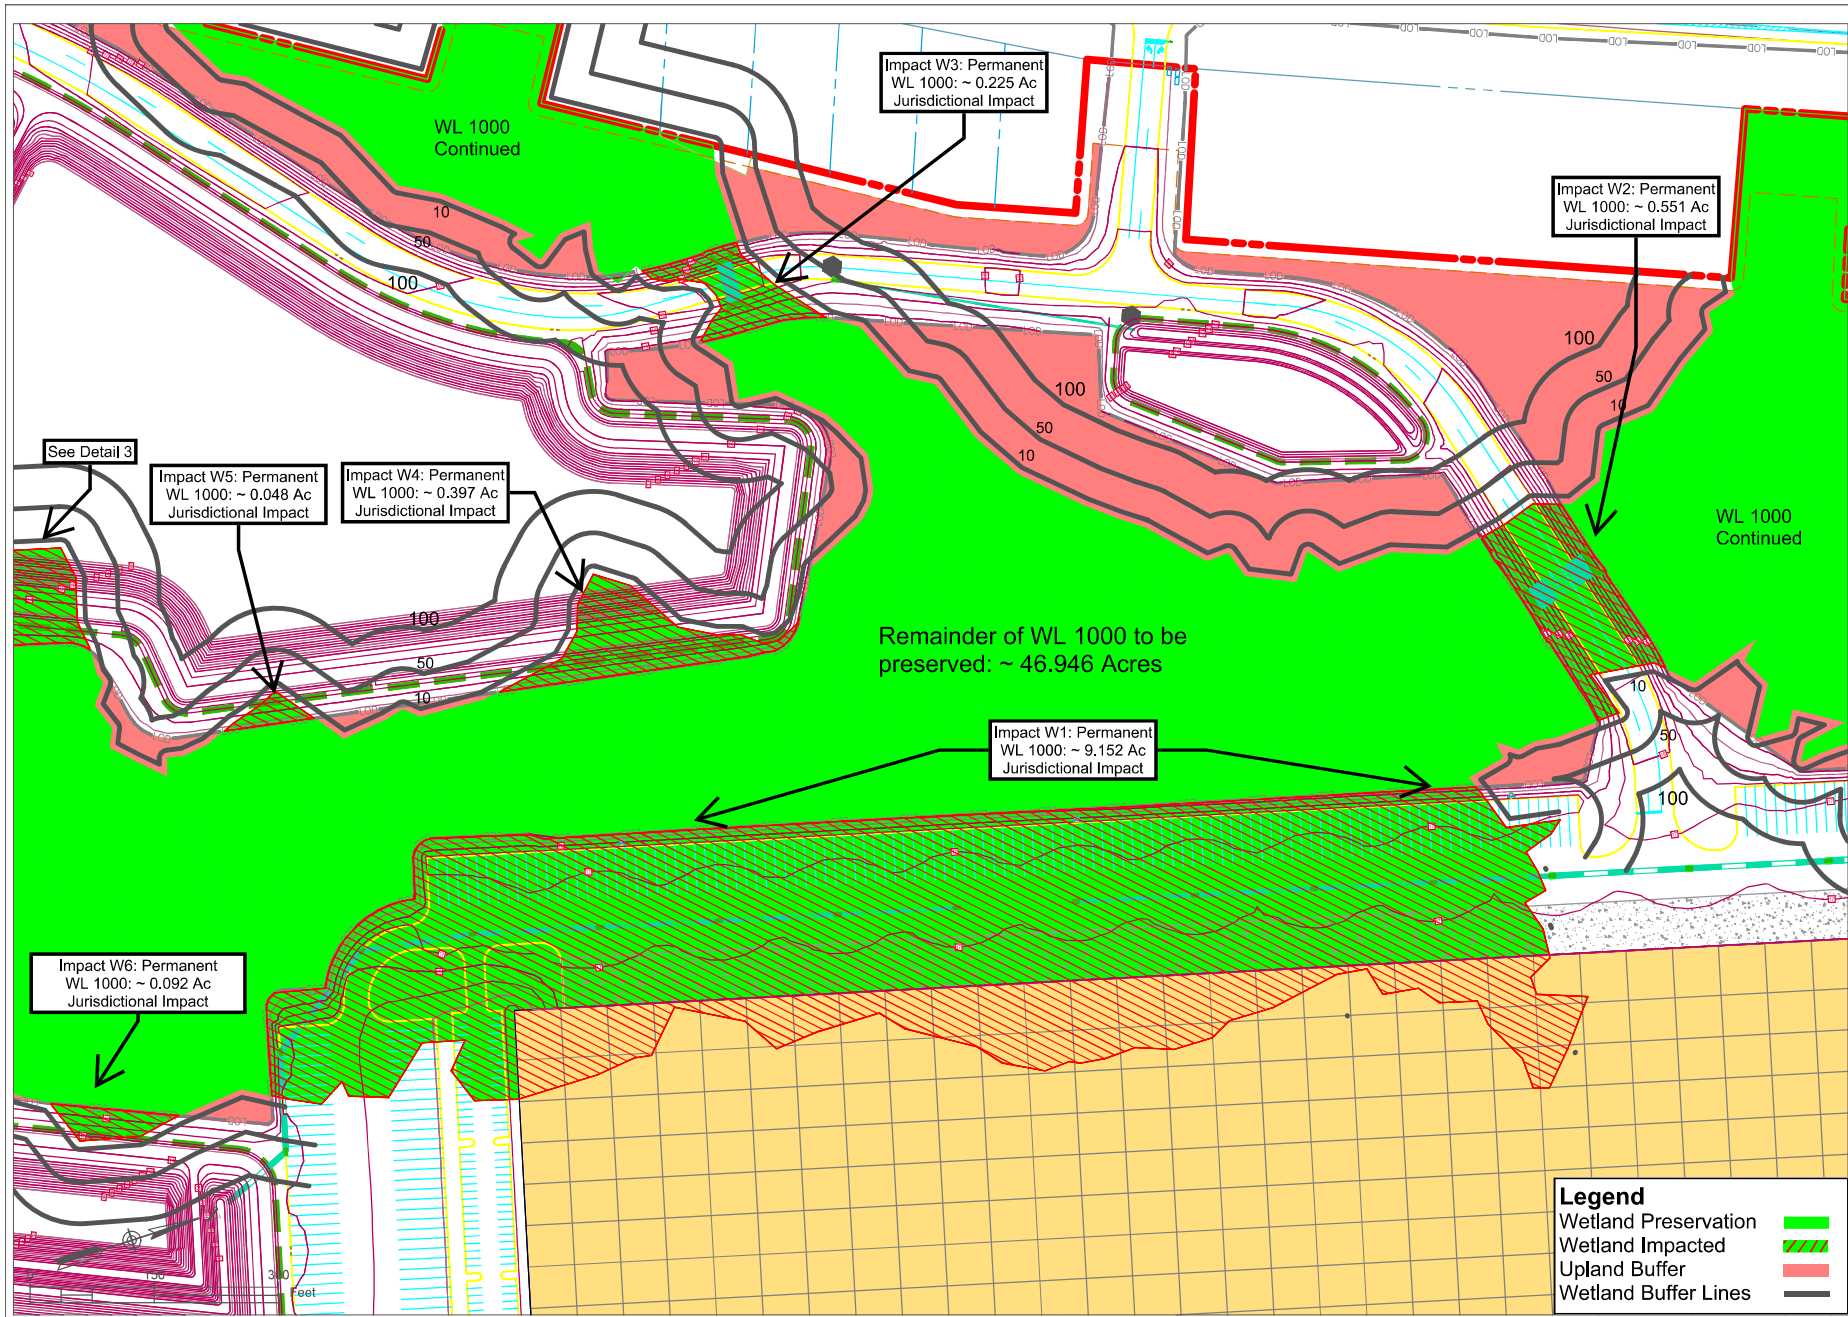 Impact W3: Permanent
WL 1000: ~ 0.225 Ac
Jurisdictional Impact
WL 1000
Continued
Impact W2: Permanent
WL 1000: ~ 0.551 Ac
Jurisdictional Impact
10
50
100
100
50
10
100
50
10
See Detail 3
Impact W5: Permanent
WL 1000: ~ 0.048 Ac
Jurisdictional Impact
Impact W4: Permanent
WL 1000: ~ 0.397 Ac
Jurisdictional Impact
WL 1000
Continued
100
50
10
Remainder of WL 1000 to be
preserved: ~ 46.946 Acres
10
50
100
Impact W1: Permanent
WL 1000: ~ 9.152 Ac
Jurisdictional Impact
Impact W6: Permanent
WL 1000: ~ 0.092 Ac
Jurisdictional Impact
Legend
Wetland Preservation
Wetland Impacted
Upland Buffer
Wetland Buffer Lines
0 150 300
Feet